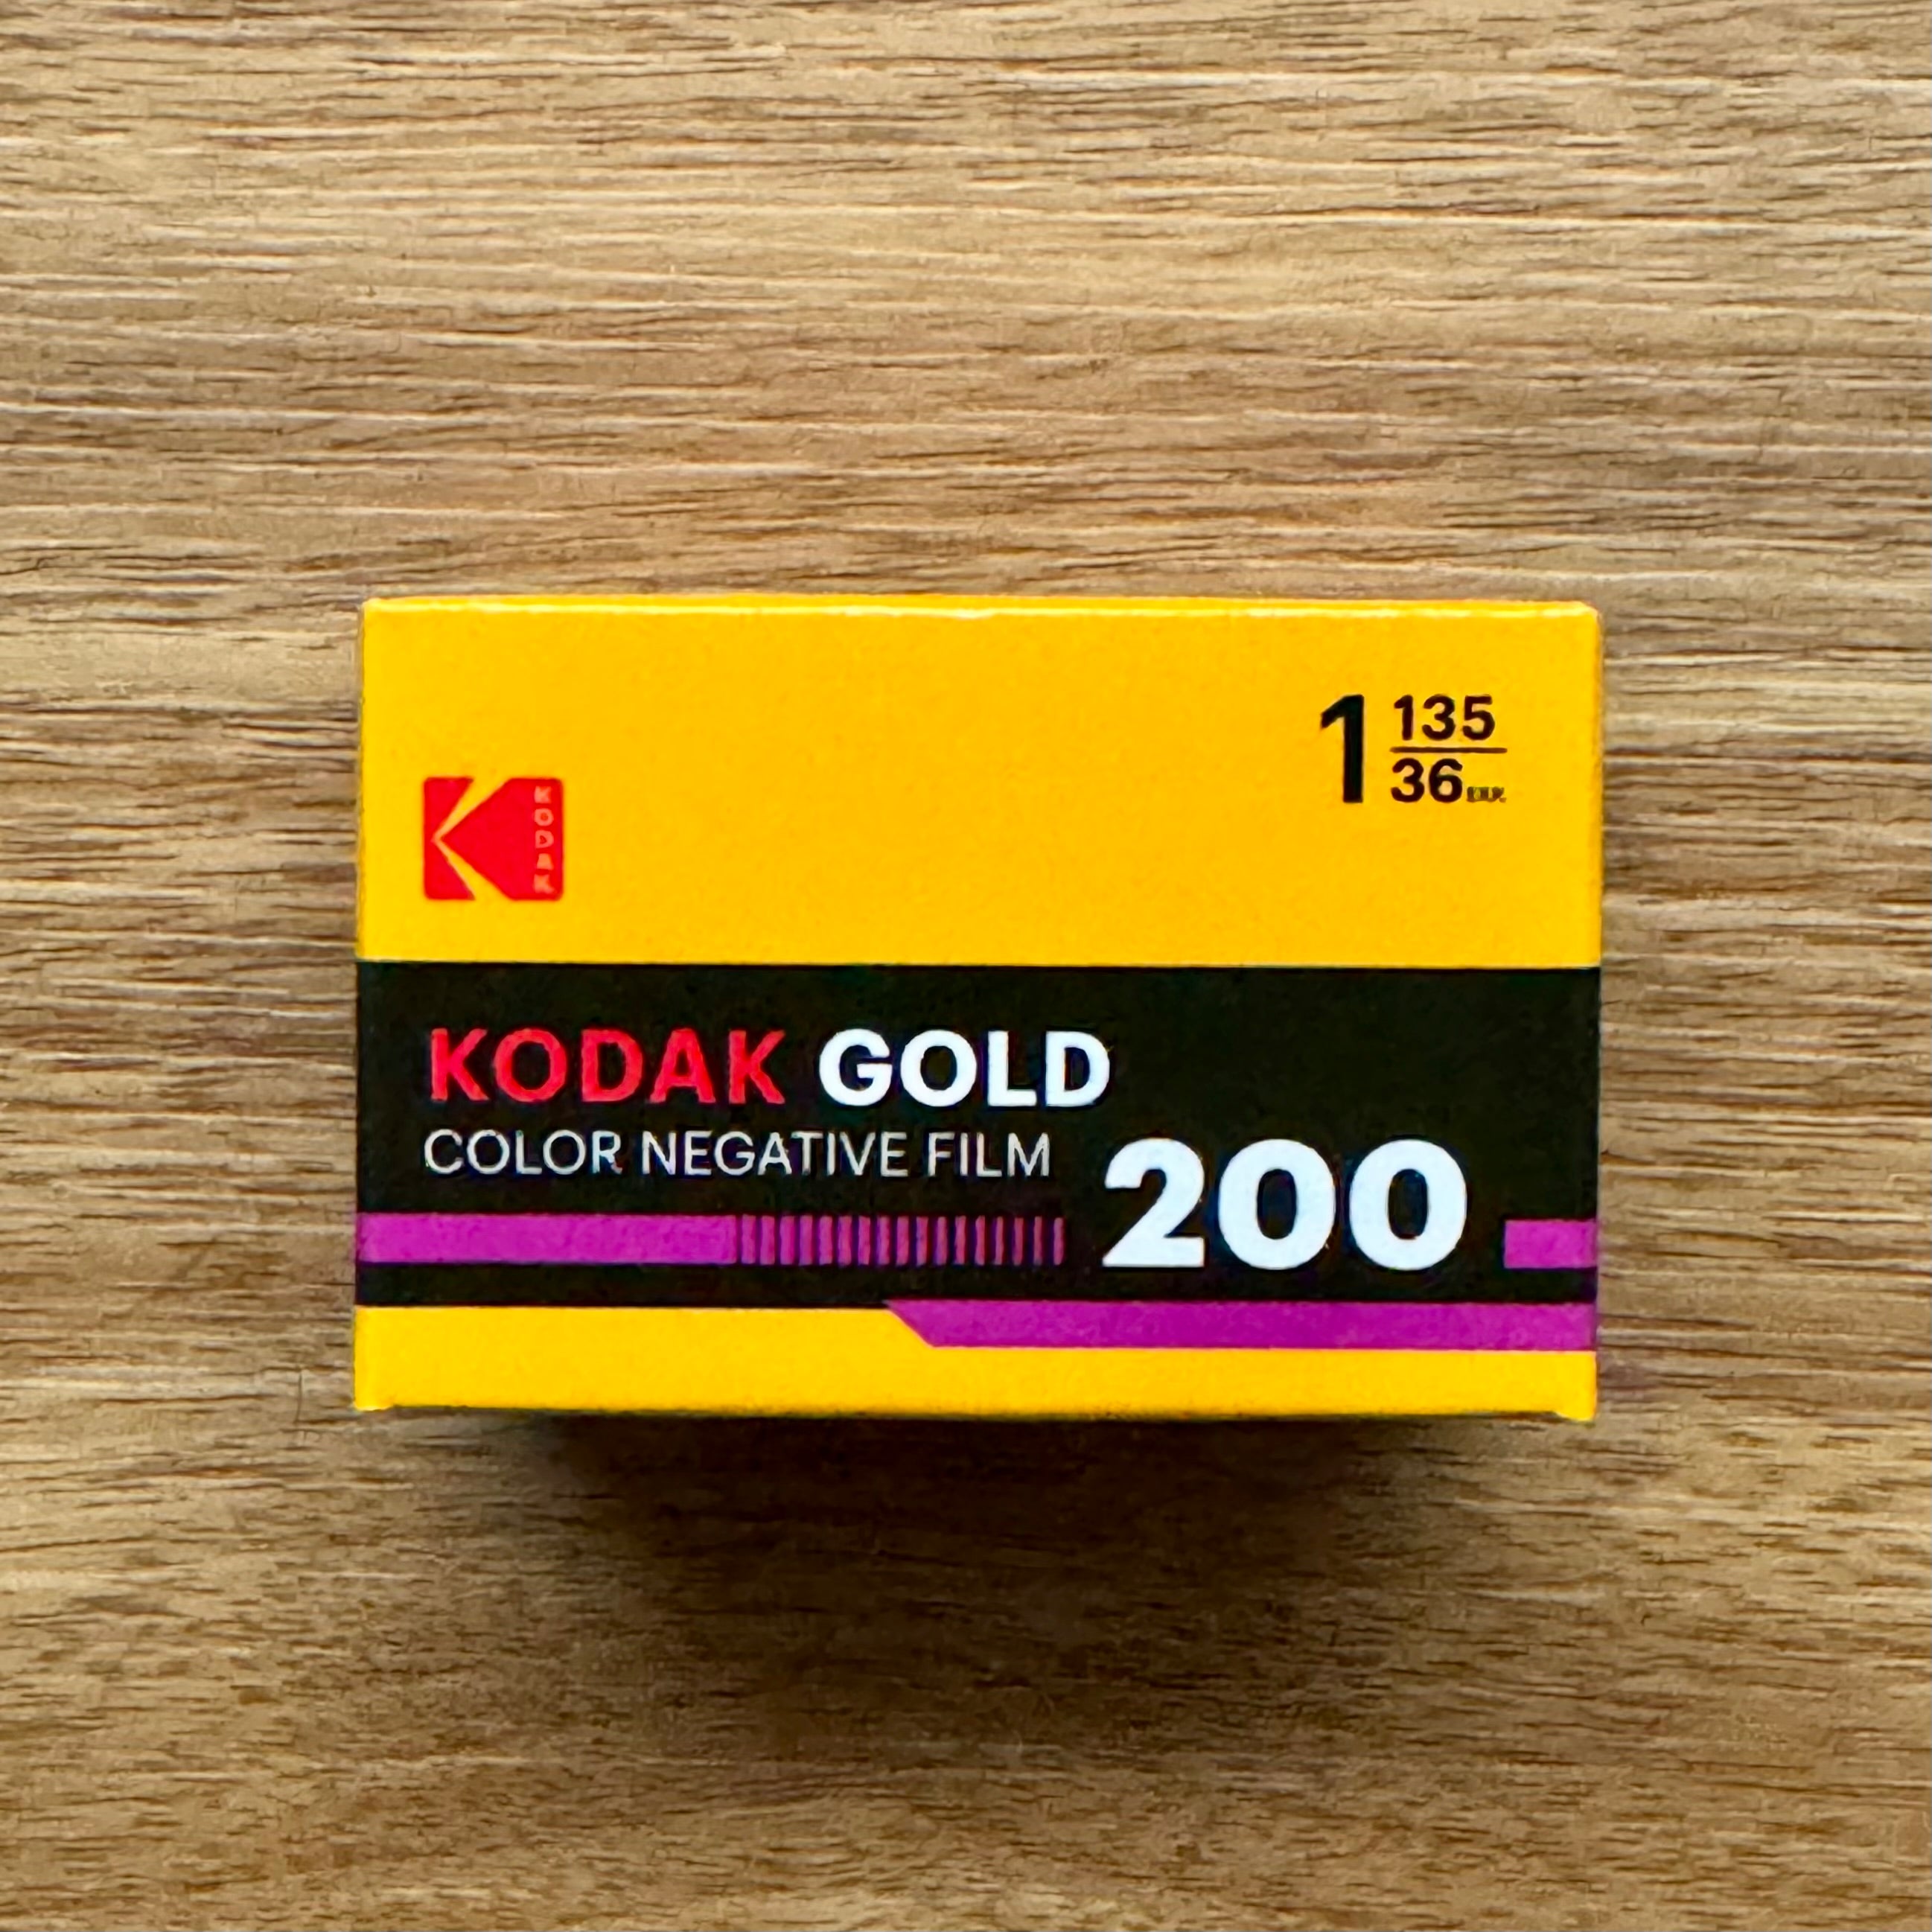 1 135
36 EXP.
KODAK
KODAK GOLD
COLOR NEGATIVE FILM
200